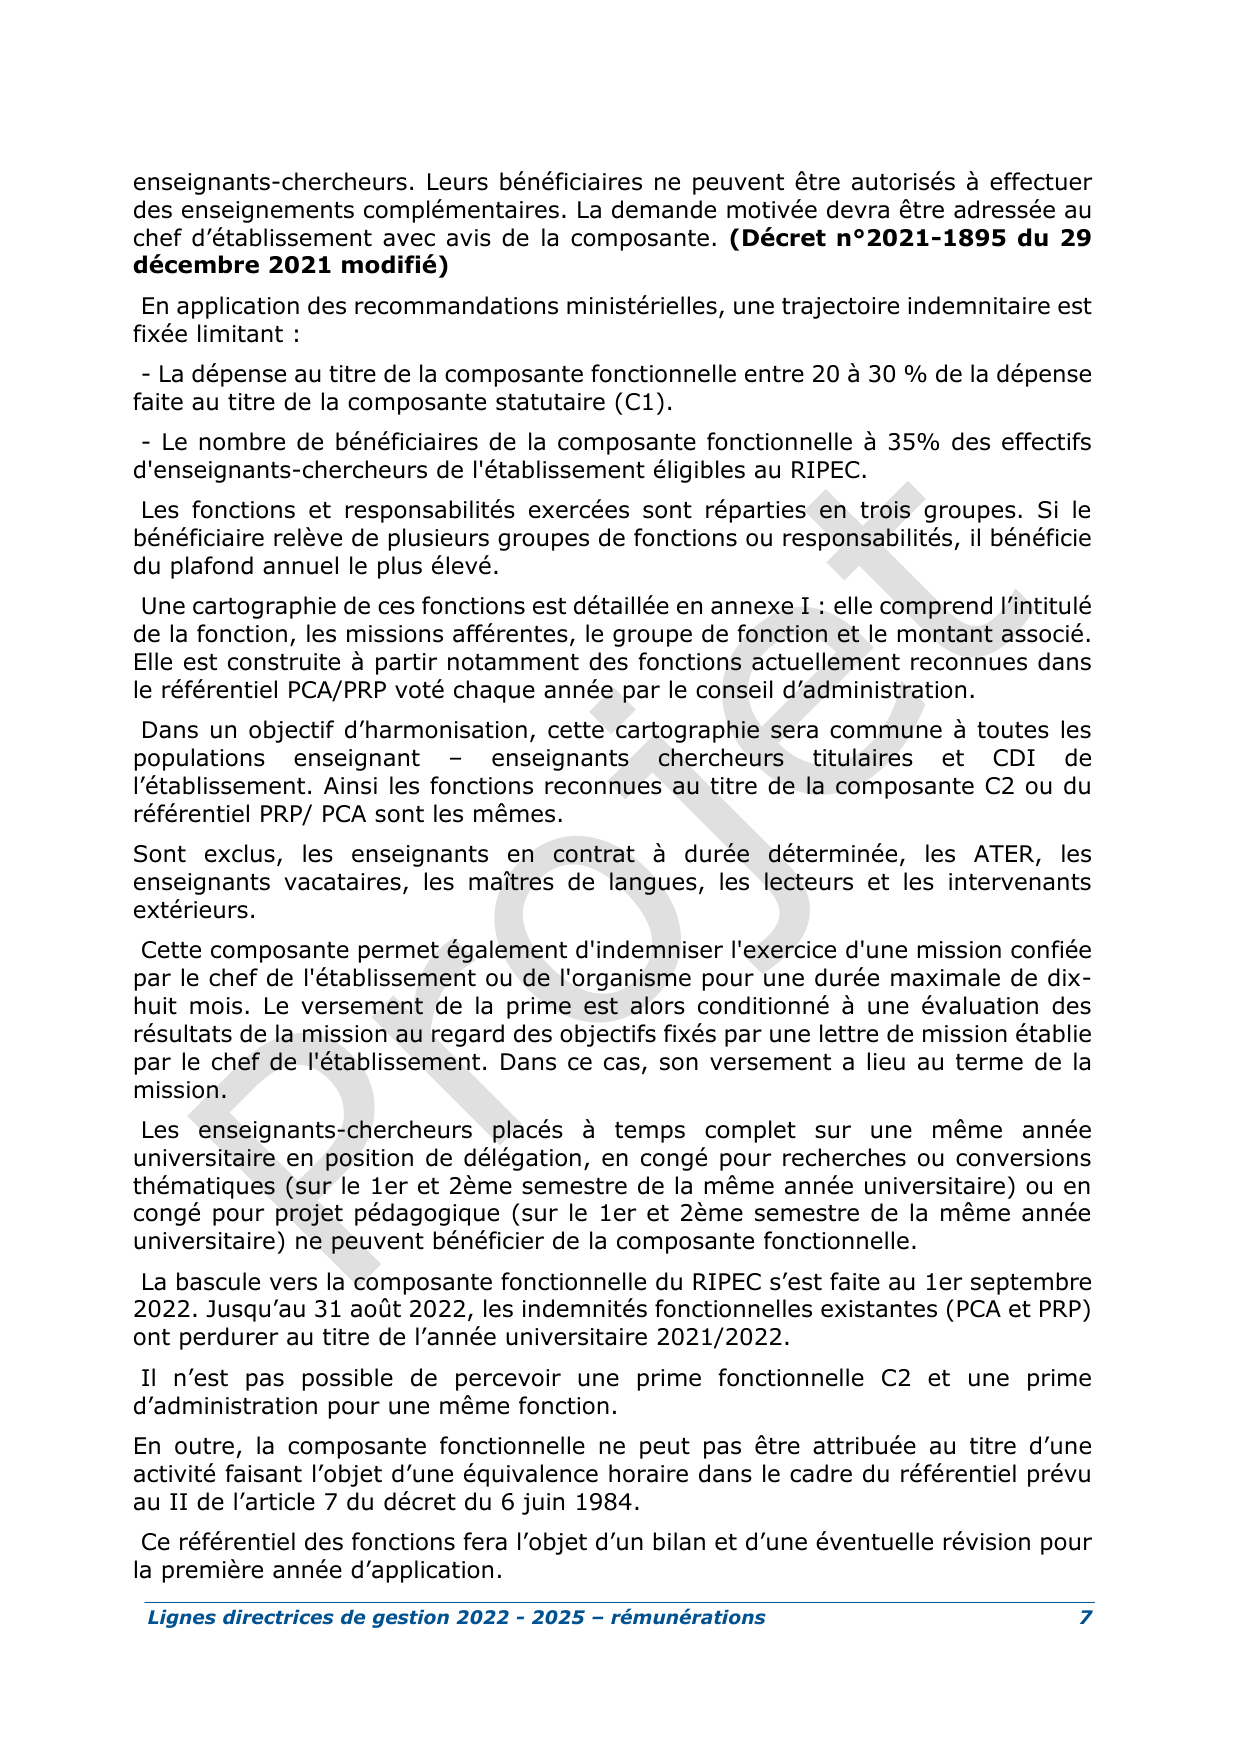 enseignants-chercheurs. Leurs bénéficiaires ne peuvent être autorisés à effectuer
des enseignements complémentaires. La demande motivée devra être adressée au
chef d’établissement avec avis de la composante. (Décret n°2021-1895 du 29
décembre 2021 modifié)
En application des recommandations ministérielles, une trajectoire indemnitaire est
fixée limitant :
- La dépense au titre de la composante fonctionnelle entre 20 à 30 % de la dépense
faite au titre de la composante statutaire (C1).
- Le nombre de bénéficiaires de la composante fonctionnelle à 35% des effectifs
d'enseignants-chercheurs de l'établissement éligibles au RIPEC.
Les fonctions et responsabilités exercées sont réparties en trois groupes. Si le
bénéficiaire relève de plusieurs groupes de fonctions ou responsabilités, il bénéficie
du plafond annuel le plus élevé.
Une cartographie de ces fonctions est détaillée en annexe I : elle comprend l’intitulé
de la fonction, les missions afférentes, le groupe de fonction et le montant associé.
Elle est construite à partir notamment des fonctions actuellement reconnues dans
le référentiel PCA/PRP voté chaque année par le conseil d’administration.
Dans un objectif d’harmonisation, cette cartographie sera commune à toutes les
populations enseignant – enseignants chercheurs titulaires et CDI de
l’établissement. Ainsi les fonctions reconnues au titre de la composante C2 ou du
référentiel PRP/ PCA sont les mêmes.
Sont exclus, les enseignants en contrat à durée déterminée, les ATER, les
enseignants vacataires, les maîtres de langues, les lecteurs et les intervenants
extérieurs.
Cette composante permet également d'indemniser l'exercice d'une mission confiée
par le chef de l'établissement ou de l'organisme pour une durée maximale de dix-
huit mois. Le versement de la prime est alors conditionné à une évaluation des
résultats de la mission au regard des objectifs fixés par une lettre de mission établie
par le chef de l'établissement. Dans ce cas, son versement a lieu au terme de la
mission.
Les enseignants-chercheurs placés à temps complet sur une même année
universitaire en position de délégation, en congé pour recherches ou conversions
thématiques (sur le 1er et 2ème semestre de la même année universitaire) ou en
congé pour projet pédagogique (sur le 1er et 2ème semestre de la même année
universitaire) ne peuvent bénéficier de la composante fonctionnelle.
La bascule vers la composante fonctionnelle du RIPEC s’est faite au 1er septembre
2022. Jusqu’au 31 août 2022, les indemnités fonctionnelles existantes (PCA et PRP)
ont perdurer au titre de l’année universitaire 2021/2022.
Il n’est pas possible de percevoir une prime fonctionnelle C2 et une prime
d’administration pour une même fonction.
En outre, la composante fonctionnelle ne peut pas être attribuée au titre d’une
activité faisant l’objet d’une équivalence horaire dans le cadre du référentiel prévu
au II de l’article 7 du décret du 6 juin 1984.
Ce référentiel des fonctions fera l’objet d’un bilan et d’une éventuelle révision pour
la première année d’application.
Lignes directrices de gestion 2022 - 2025 – rémunérations 7
Projet